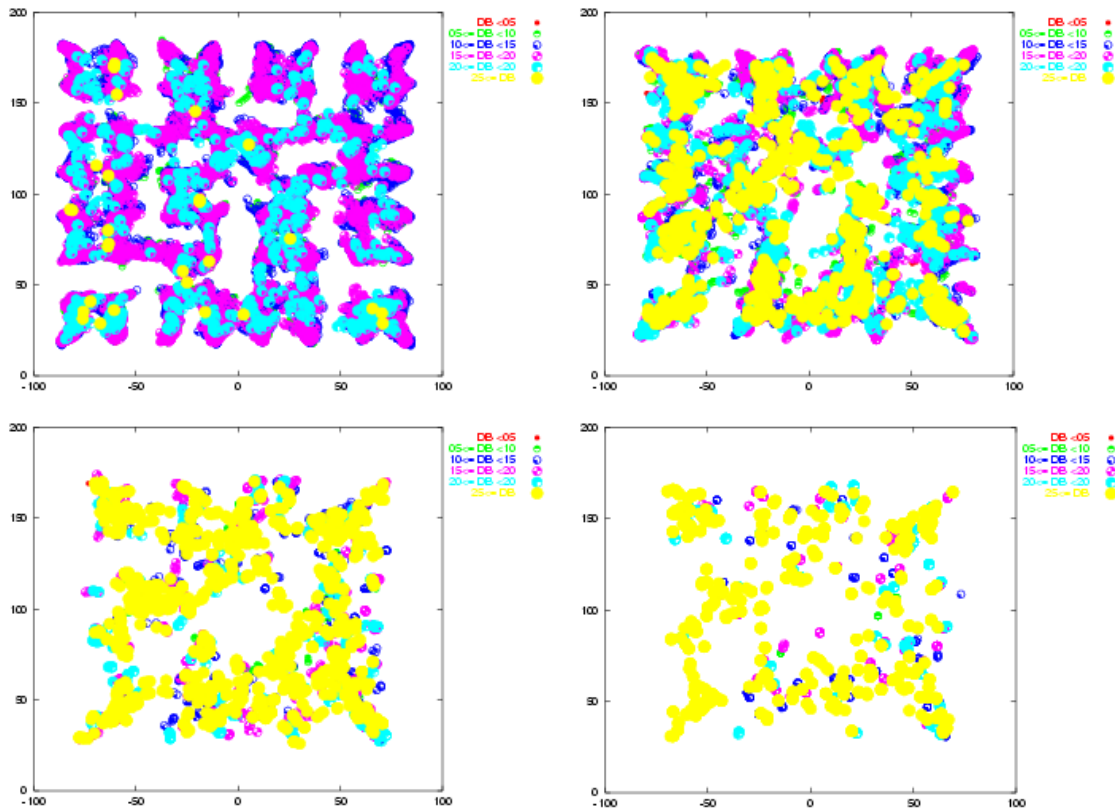 200
DB <05
05<= DB <10
10<= DB <15
15<= DB <20
20<= DB <20
25<= DB
150
100
50
0
-100 -50 0 50 100
200
DB <05
05<= DB <10
10<= DB <15
15<= DB <20
20<= DB <20
25<= DB
150
100
50
0
-100 -50 0 50 100
200
DB <05
05<= DB <10
10<= DB <15
15<= DB <20
20<= DB <20
25<= DB
150
100
50
0
-100 -50 0 50 100
200
DB <05
05<= DB <10
10<= DB <15
15<= DB <20
20<= DB <20
25<= DB
150
100
50
0
-100 -50 0 50 100